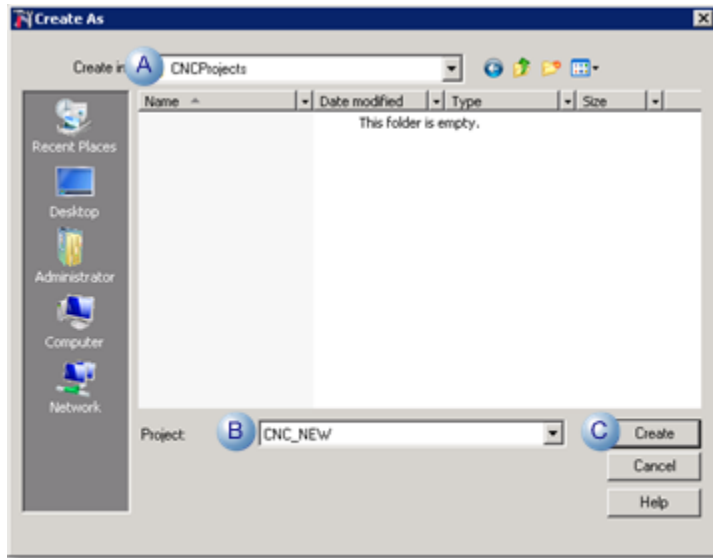 Create As
Create in: A CNCProjects
Name Date modified Type Size
This folder is empty.
Recent Places
Desktop
Administrator
Computer
Network
Project: B CNC_NEW C Create
Cancel
Help